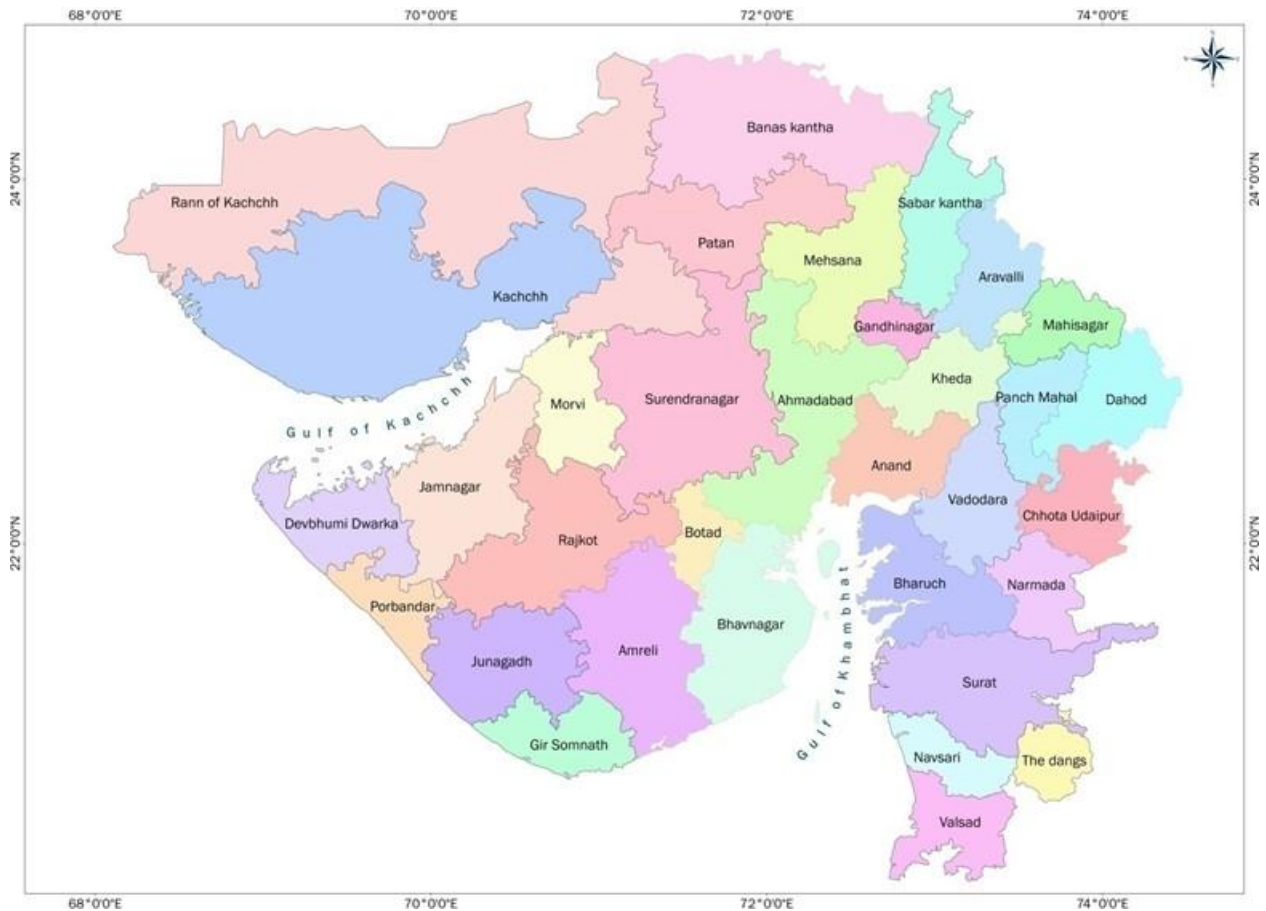 68°0'0"E 70°0'0"E 72°0'0"E 74°0'0"E
24°0'0"N
24°0'0"N
22°0'0"N
22°0'0"N
Banas kantha
Rann of Kachchh
Sabar kantha
Patan
Mehsana
Aravalli
Kachchh
Gandhinagar
Mahisagar
Kheda
Morvi
Surendranagar
Ahmadabad
Panch Mahal
Dahod
Gulf of Kachchh
Anand
Jamnagar
Vadodara
Devbhumi Dwarka
Chhota Udaipur
Rajkot
Botad
Bharuch
Narmada
Porbandar
Bhavnagar
Amreli
Junagadh
Gulf of Khambhat
Surat
Gir Somnath
Navsari
The dangs
Valsad
68°0'0"E 70°0'0"E 72°0'0"E 74°0'0"E